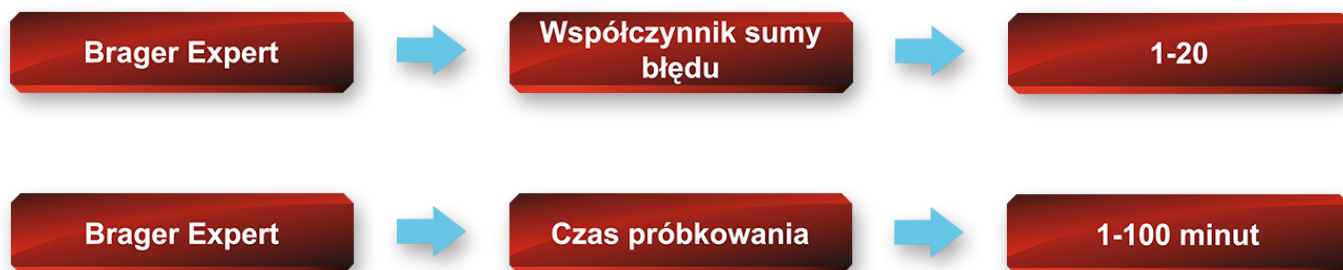 Brager Expert
Współczynnik sumy
błędu
1-20
Brager Expert
Czas próbkowania
1-100 minut